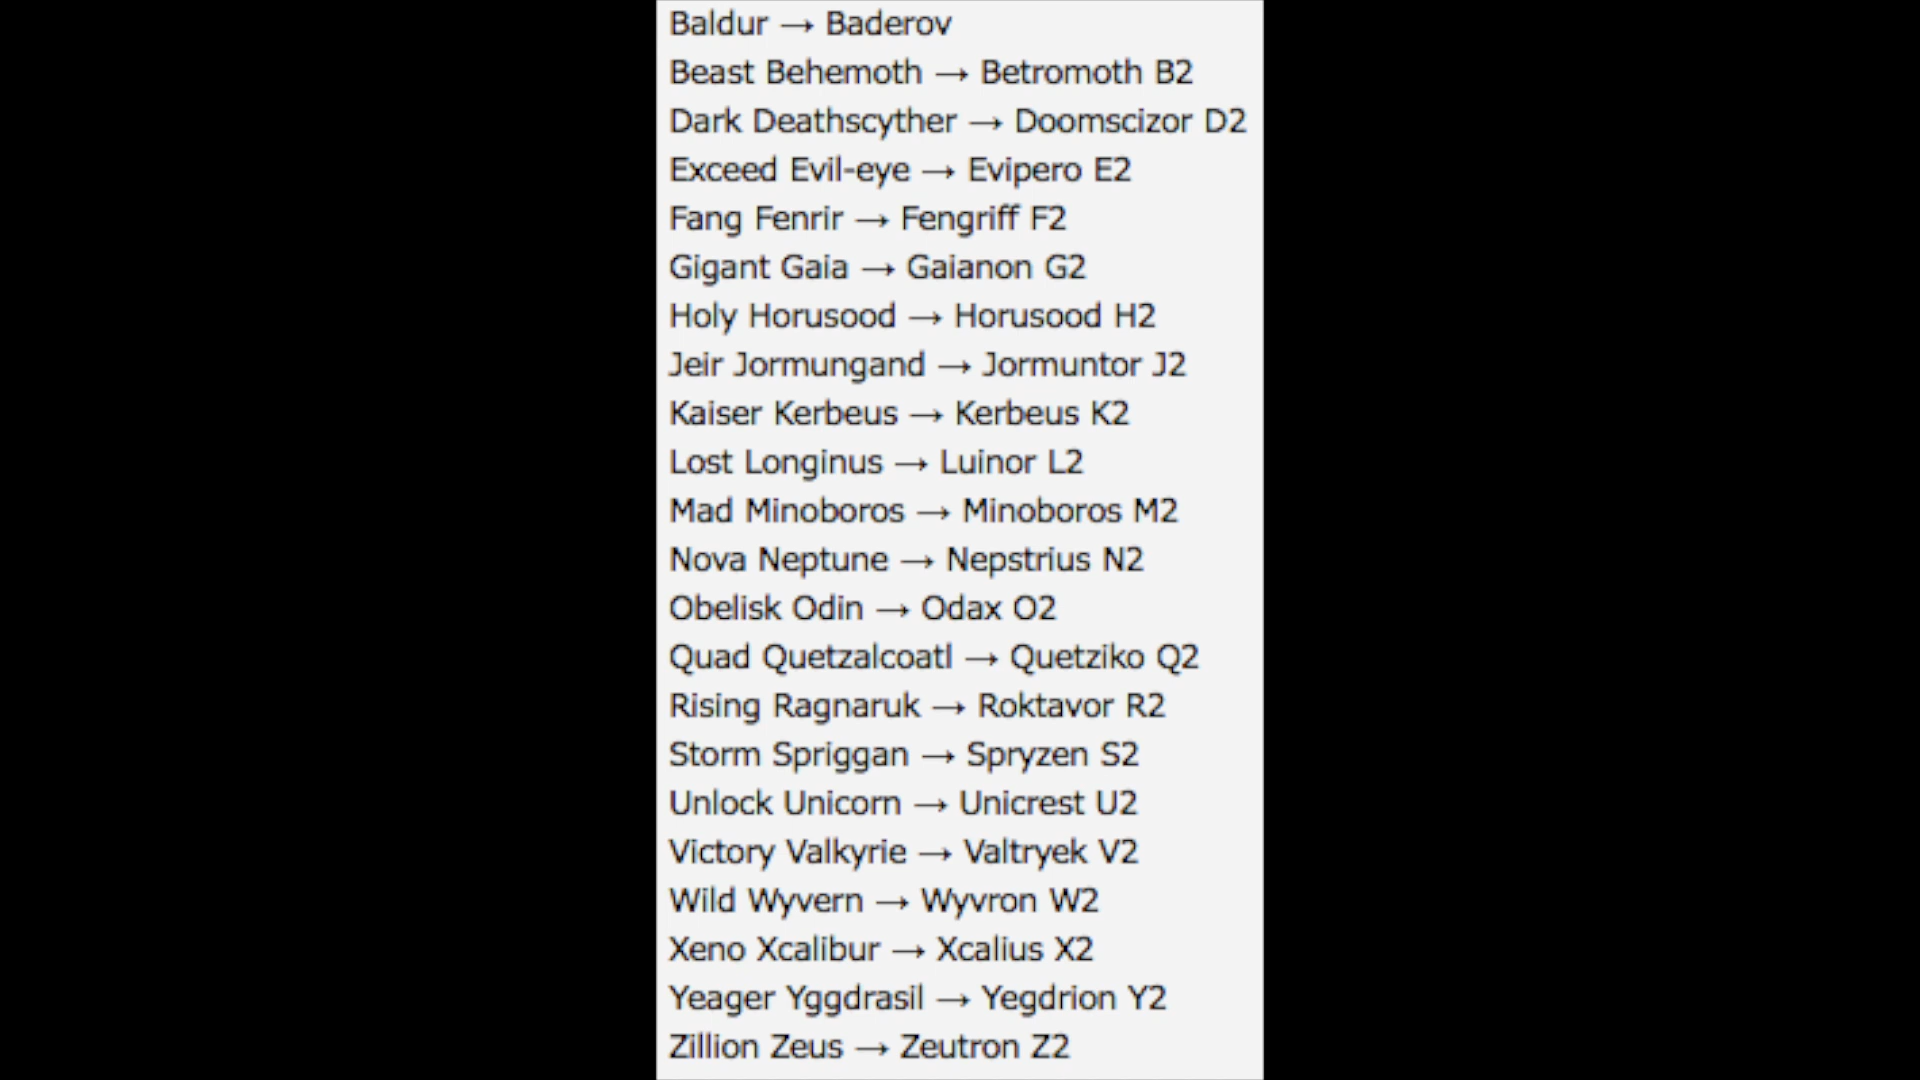 Baldur → Baderov
Beast Behemoth → Betromoth B2
Dark Deathscyther → Doomscizor D2
Exceed Evil-eye → Evipero E2
Fang Fenrir → Fengriff F2
Gigant Gaia → Gaianon G2
Holy Horusood → Horusood H2
Jeir Jormungand → Jormuntor J2
Kaiser Kerbeus → Kerbeus K2
Lost Longinus → Luinor L2
Mad Minoboros → Minoboros M2
Nova Neptune → Nepstrius N2
Obelisk Odin → Odax O2
Quad Quetzalcoatl → Quetziko Q2
Rising Ragnaruk → Roktavor R2
Storm Spriggan → Spryzen S2
Unlock Unicorn → Unicrest U2
Victory Valkyrie → Valtryek V2
Wild Wyvern → Wyvron W2
Xeno Xcalibur → Xcalius X2
Yeager Yggdrasil → Yegdrion Y2
Zillion Zeus → Zeutron Z2